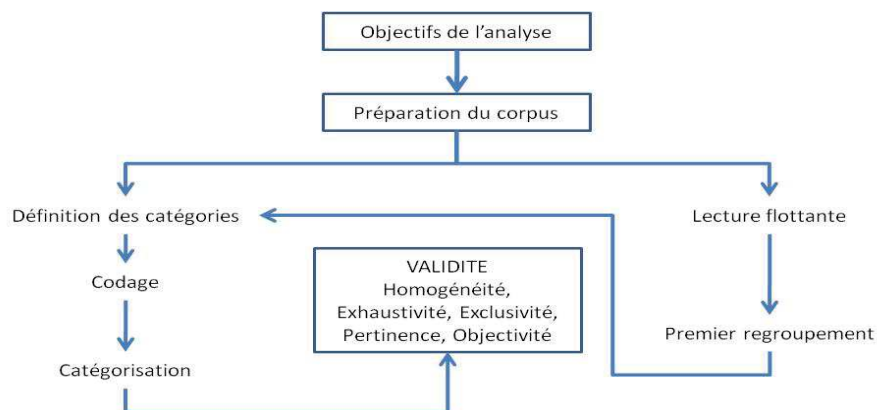 Objectifs de l'analyse
Préparation du corpus
Définition des catégories
Lecture flottante
Codage
VALIDITE
Homogénéité,
Exhaustivité, Exclusivité,
Pertinence, Objectivité
Premier regroupement
Catégorisation